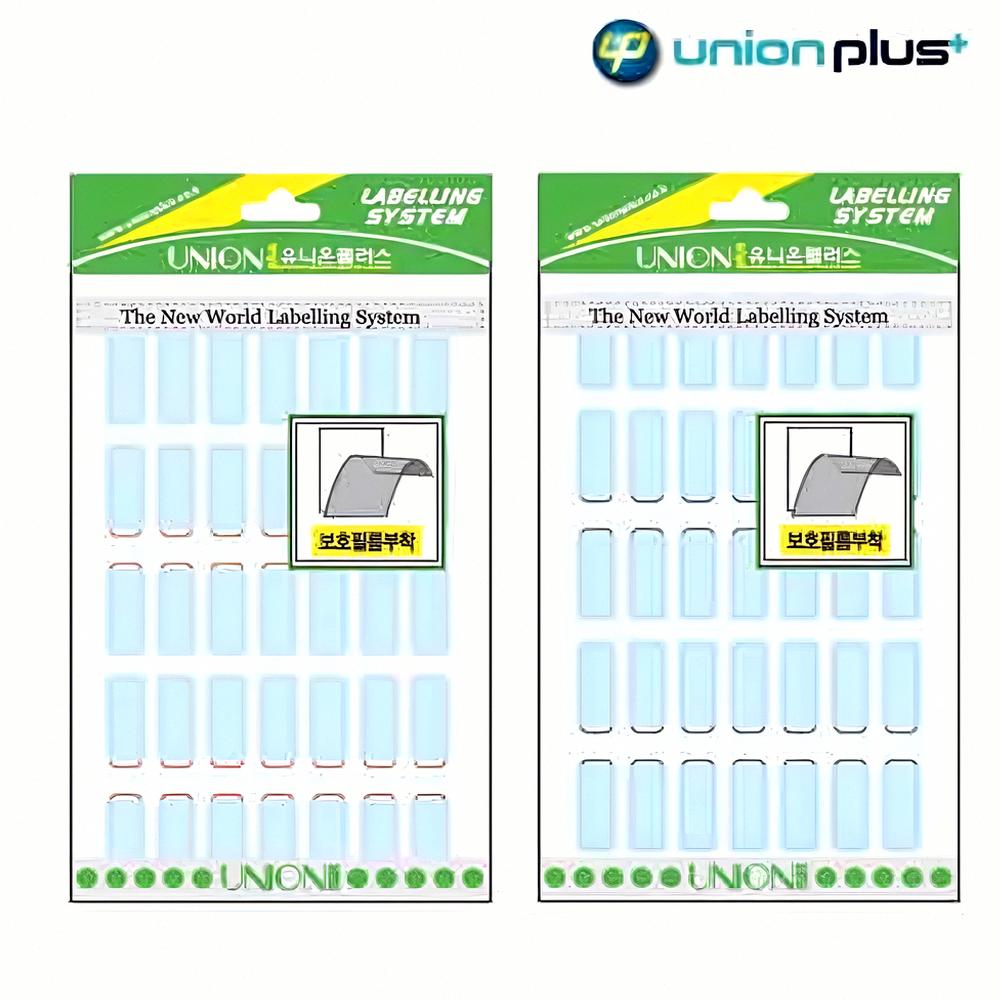 union plus+
LABELLING
SYSTEM
UNION 유니온플러스
The New World Labelling System
보호필름부착
UNION
LABELLING
SYSTEM
UNION 유니온플러스
The New World Labelling System
보호필름부착
UNION